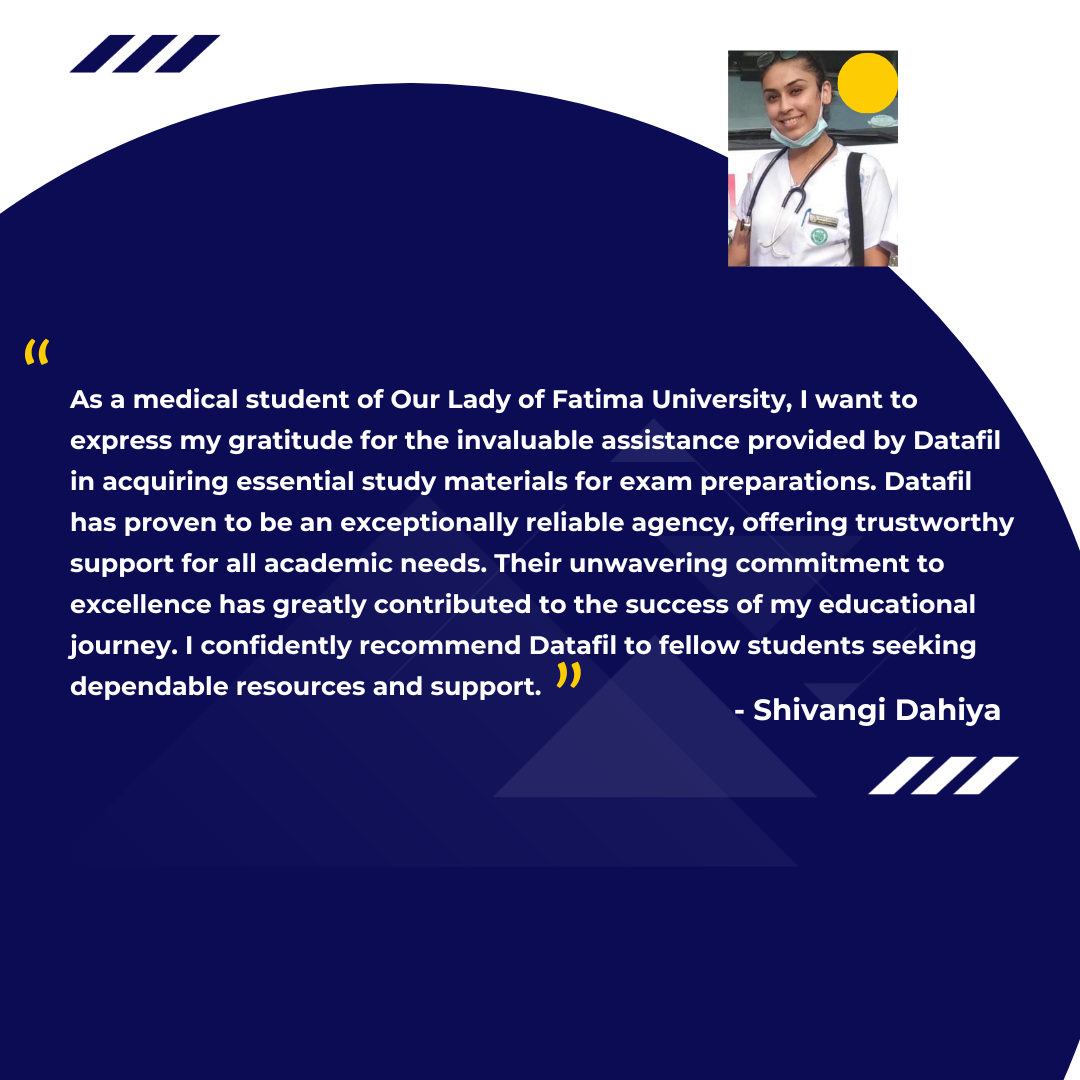 “
As a medical student of Our Lady of Fatima University, I want to
express my gratitude for the invaluable assistance provided by Datafil
in acquiring essential study materials for exam preparations. Datafil
has proven to be an exceptionally reliable agency, offering trustworthy
support for all academic needs. Their unwavering commitment to
excellence has greatly contributed to the success of my educational
journey. I confidently recommend Datafil to fellow students seeking
dependable resources and support. ”
- Shivangi Dahiya